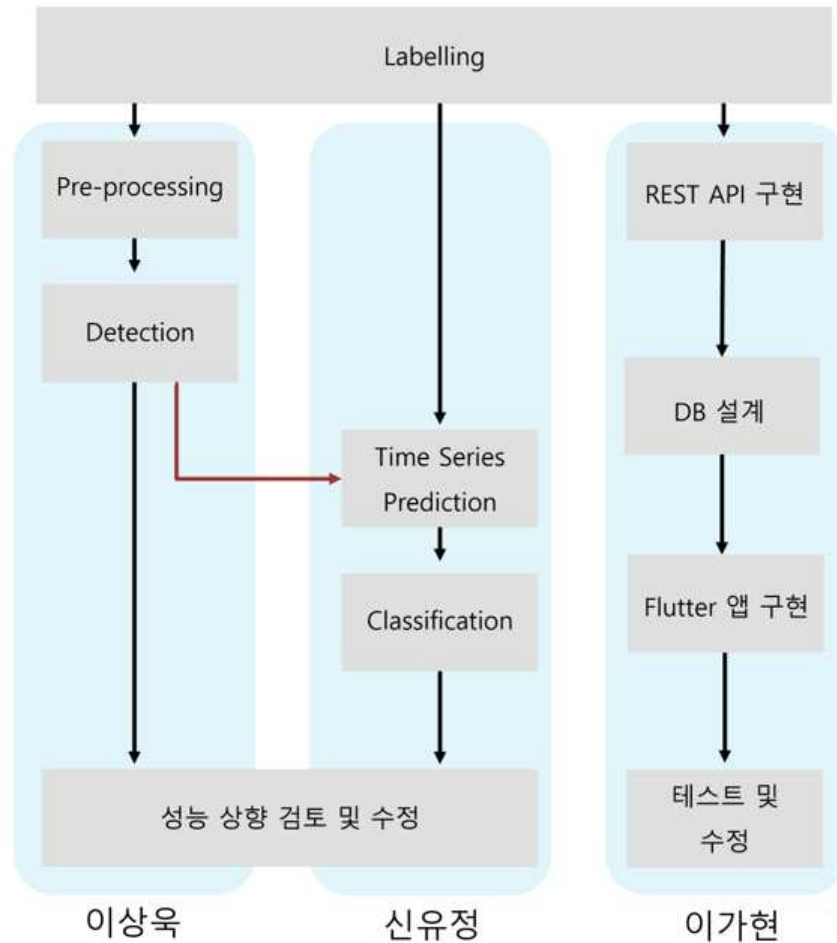 Labelling
Pre-processing
REST API 구현
Detection
DB 설계
Time Series
Prediction
Flutter 앱 구현
Classification
성능 상향 검토 및 수정
테스트 및
수정
이상욱
신유정
이가현